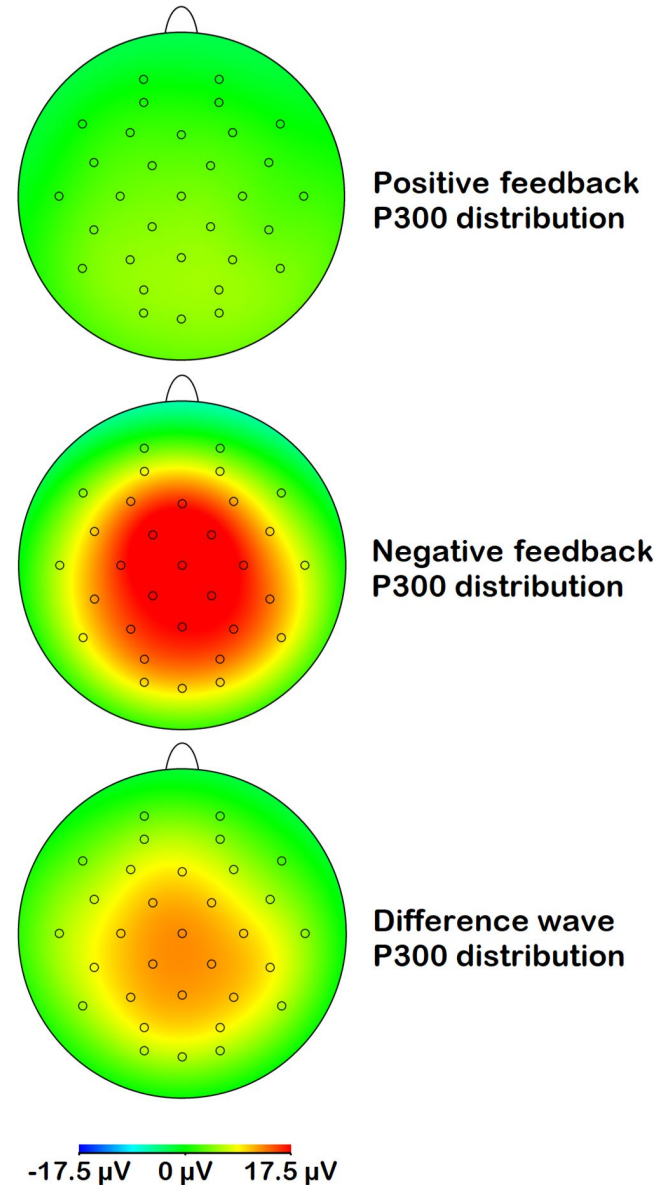 Positive feedback
P300 distribution
Negative feedback
P300 distribution
Difference wave
P300 distribution
-17.5 µV 0 µV 17.5 µV